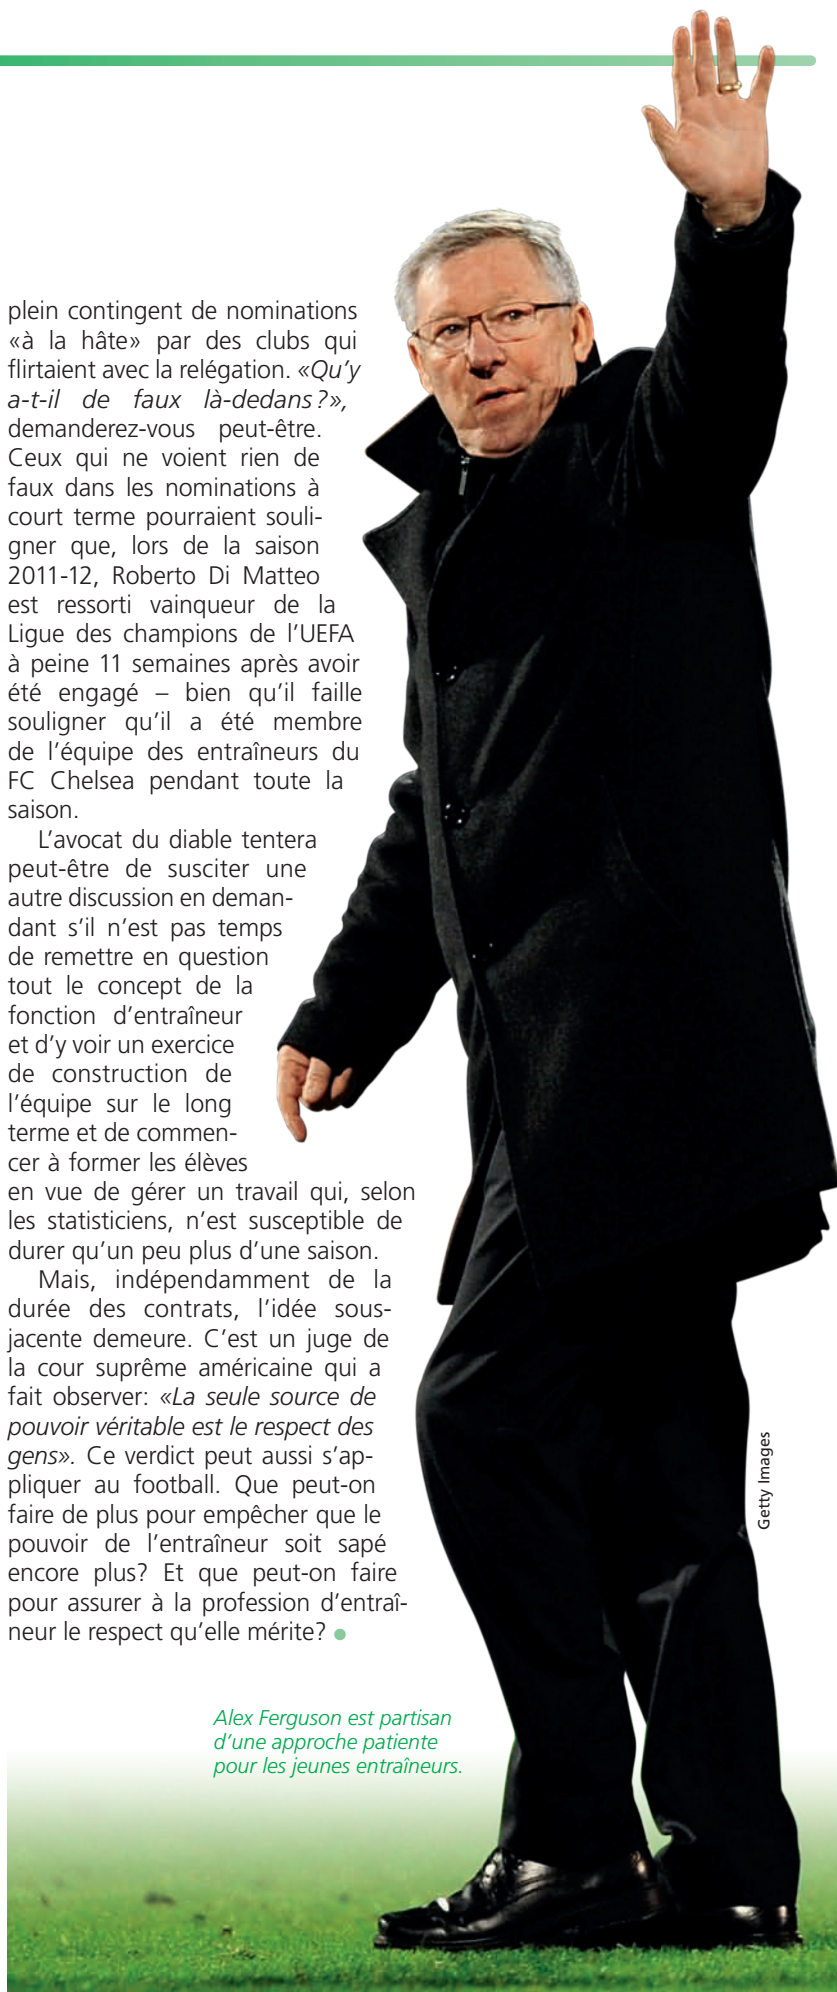 plein contingent de nominations
«à la hâte» par des clubs qui
flirtaient avec la relégation. «Qu’y
a-t-il de faux là-dedans ?»,
demanderez-vous peut-être.
Ceux qui ne voient rien de
faux dans les nominations à
court terme pourraient souli-
gner que, lors de la saison
2011-12, Roberto Di Matteo
est ressorti vainqueur de la
Ligue des champions de l’UEFA
à peine 11 semaines après avoir
été engagé – bien qu’il faille
souligner qu’il a été membre
de l’équipe des entraîneurs du
FC Chelsea pendant toute la
saison.
L’avocat du diable tentera
peut-être de susciter une
autre discussion en deman-
dant s’il n’est pas temps
de remettre en question
tout le concept de la
fonction d’entraîneur
et d’y voir un exercice
de construction de
l’équipe sur le long
terme et de commen-
cer à former les élèves
en vue de gérer un travail qui, selon
les statisticiens, n’est susceptible de
durer qu’un peu plus d’une saison.
Mais, indépendamment de la
durée des contrats, l’idée sous-
jacente demeure. C’est un juge de
la cour suprême américaine qui a
fait observer: «La seule source de
pouvoir véritable est le respect des
gens». Ce verdict peut aussi s’ap-
pliquer au football. Que peut-on
faire de plus pour empêcher que le
pouvoir de l’entraîneur soit sapé
encore plus? Et que peut-on faire
pour assurer à la profession d’entraî-
neur le respect qu’elle mérite?
Alex Ferguson est partisan
d’une approche patiente
pour les jeunes entraîneurs.
Getty Images